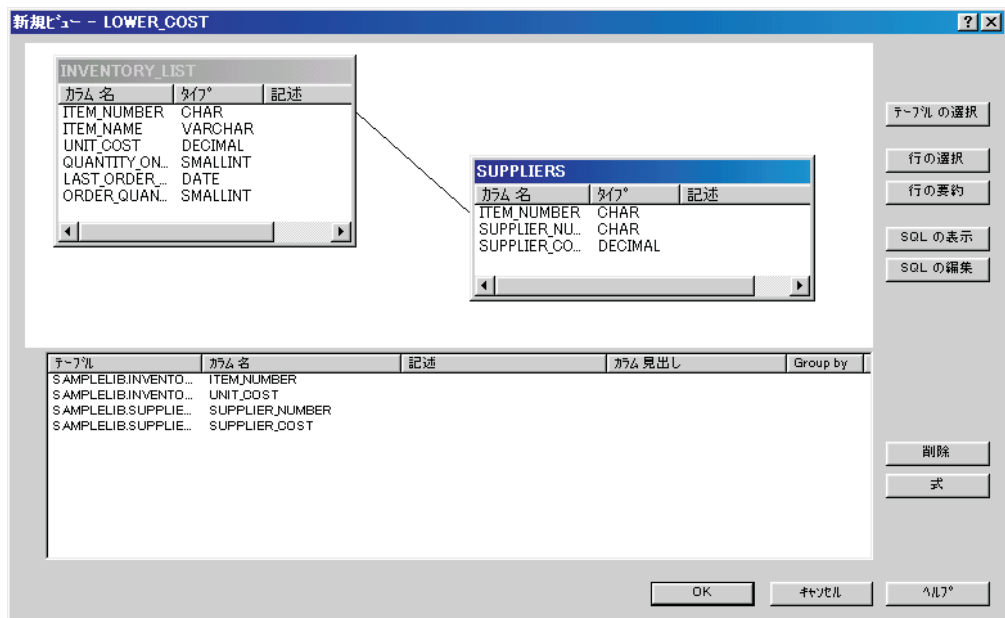 新規ﾋﾞｭｰ - LOWER_COST
INVENTORY_LIST
ｶﾗﾑ 名 ﾀｲﾌﾟ 記述
ITEM_NUMBER CHAR
ITEM_NAME VARCHAR
UNIT_COST DECIMAL
QUANTITY_ON... SMALLINT
LAST_ORDER_... DATE
ORDER_QUAN... SMALLINT
SUPPLIERS
ｶﾗﾑ 名 ﾀｲﾌﾟ 記述
ITEM_NUMBER CHAR
SUPPLIER_NU... CHAR
SUPPLIER_CO... DECIMAL
ﾃｰﾌﾞﾙ の選択
行の選択
行の要約
SQL の表示
SQL の編集
ﾃｰﾌﾞﾙ ｶﾗﾑ 名 記述 ｶﾗﾑ 見出し Group by
SAMPLELIB.INVENTO... ITEM_NUMBER
SAMPLELIB.INVENTO... UNIT_COST
SAMPLELIB.SUPPLIE... SUPPLIER_NUMBER
SAMPLELIB.SUPPLIE... SUPPLIER_COST
削除
式
OK ｷｬﾝｾﾙ ﾍﾙﾌﾟ